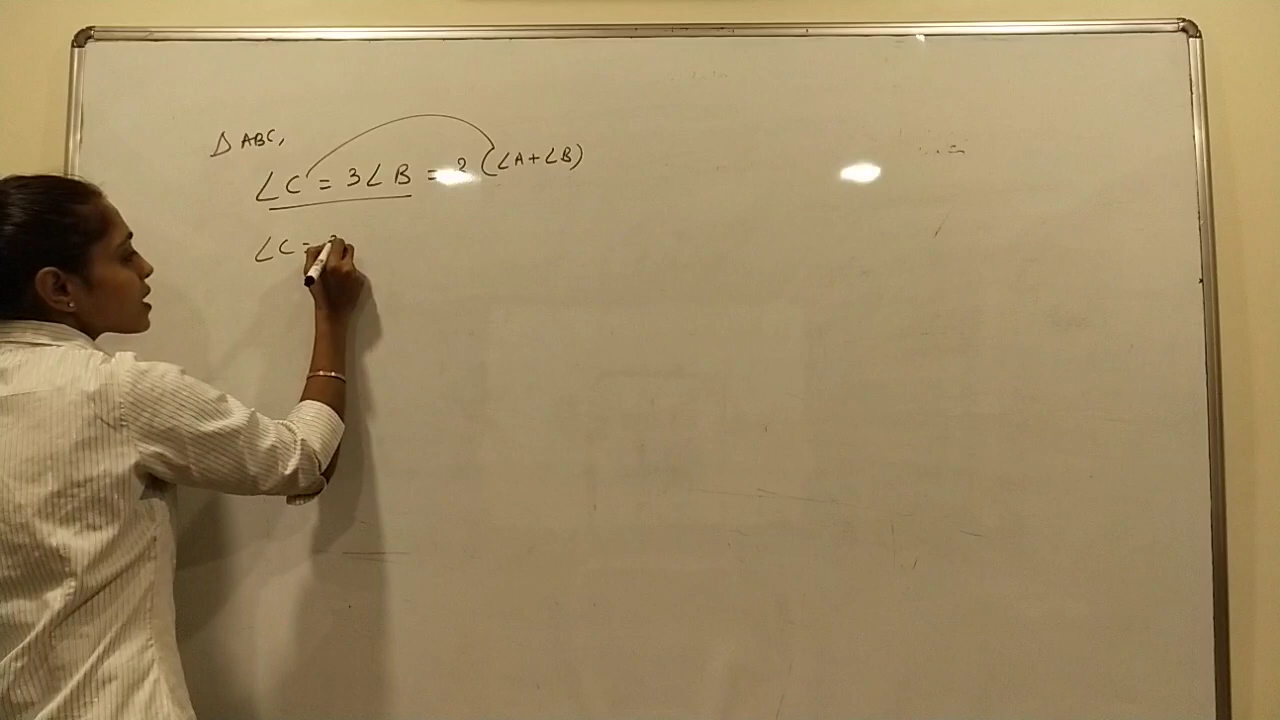 Δ ABC,
∠C = 3∠B = 2 (∠A+∠B)
∠C =